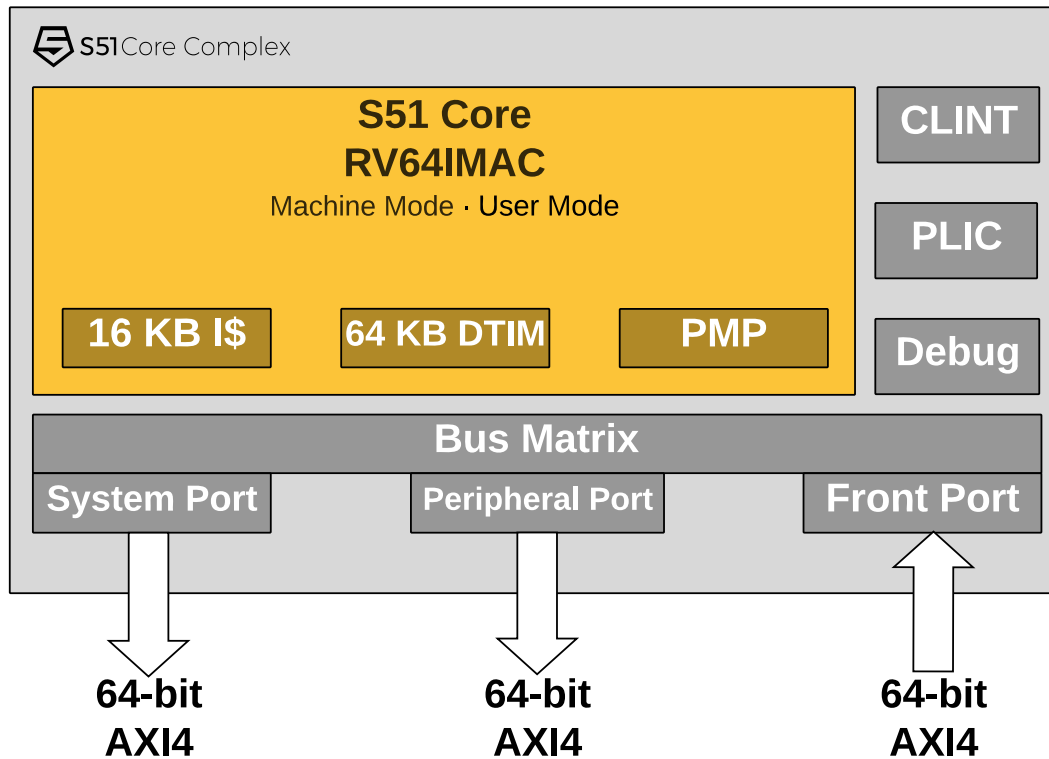 S51 Core Complex
S51 Core
RV64IMAC
Machine Mode · User Mode
CLINT
PLIC
Debug
16 KB I$
64 KB DTIM
PMP
Bus Matrix
System Port
Peripheral Port
Front Port
64-bit
AXI4
64-bit
AXI4
64-bit
AXI4